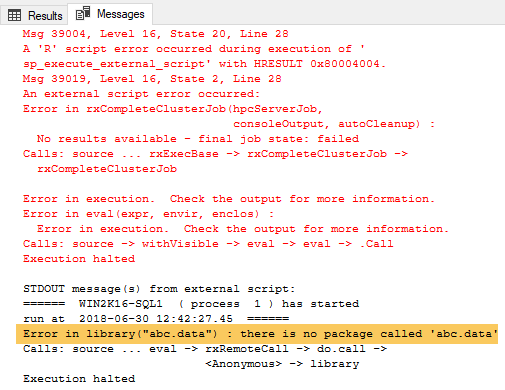 Results Messages
Msg 39004, Level 16, State 20, Line 28
A 'R' script error occurred during execution of '
sp_execute_external_script' with HRESULT 0x80004004.
Msg 39019, Level 16, State 2, Line 28
An external script error occurred:
Error in rxCompleteClusterJob(hpcServerJob,
consoleOutput, autoCleanup) :
No results available - final job state: failed
Calls: source ... rxExecBase -> rxCompleteClusterJob ->
rxCompleteClusterJob
Error in execution.  Check the output for more information.
Error in eval(expr, envir, enclos) :
Error in execution.  Check the output for more information.
Calls: source -> withVisible -> eval -> eval -> .Call
Execution halted
STDOUT message(s) from external script:
======  WIN2K16-SQL1  ( process  1 ) has started
run at  2018-06-30 12:42:27.45  ======
Error in library("abc.data") : there is no package called 'abc.data'
Calls: source ... eval -> rxRemoteCall -> do.call ->
<Anonymous> -> library
Execution halted